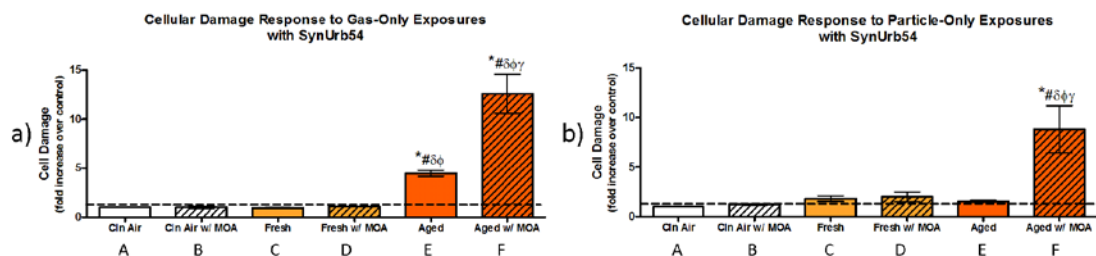 Cellular Damage Response to Gas-Only Exposures
with SynUrb54
a)
Cell Damage
(fold increase over control)
15
10
5
0
*#δϕ
*#δϕγ
Cln Air
Cln Air w/ MOA
Fresh
Fresh w/ MOA
Aged
Aged w/ MOA
A
B
C
D
E
F
Cellular Damage Response to Particle-Only Exposures
with SynUrb54
b)
Cell Damage
(fold increase over control)
15
10
5
0
*#δϕγ
Cln Air
Cln Air w/ MOA
Fresh
Fresh w/ MOA
Aged
Aged w/ MOA
A
B
C
D
E
F